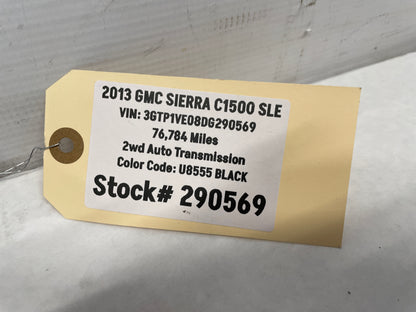 2013 GMC SIERRA C1500 SLE
VIN: 3GTP1VE08DG290569
76,784 Miles
2wd Auto Transmission
Color Code: U8555 BLACK
Stock# 290569